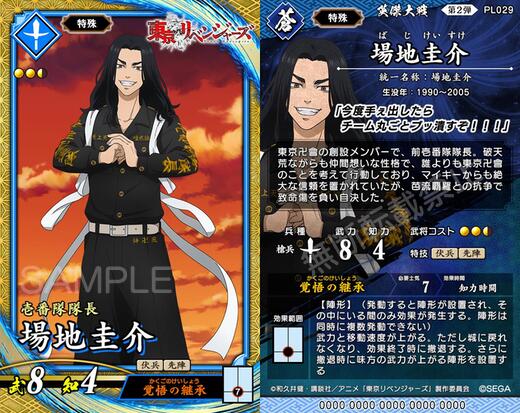 特殊
東京リベンジャーズ
SAMPLE
壱番隊隊長
場地圭介
伏兵 先陣
武8 知4
かくごのけいしょう
覚悟の継承
7
蒼
特殊
英傑大戦 第2弾 PL029
ばじ けいすけ
場地圭介
統一名称：場地圭介
生没年：1990～2005
「今度手ぇ出したら
チーム丸ごとブッ潰すぞ！！！」
東京卍會の創設メンバーで、前壱番隊隊長。破天
荒ながらも仲間想いな性格で、誰よりも東京卍會
のことを考えて行動しており、マイキーからも絶
大な信頼を置かれていたが、芭流覇羅との抗争で
致命傷を負い自決した。
無断転載禁止
兵種 武力 知力 武将コスト
槍兵 8 4 特技 伏兵 先陣
かくごのけいしょう 必要士気 効果時間
覚悟の継承 7 知力時間
効果範囲
【陣形】（発動すると陣形が設置され、そ
の中にいる間のみ効果が発生する。陣形は
同時に複数発動できない）
武力と移動速度が上がる。ただし城に戻れ
なくなり、効果終了時に撤退する。さらに
撤退時に味方の武力が上がる陣形を設置す
る
©和久井健・講談社／アニメ「東京リベンジャーズ」製作委員会 ©SEGA
0000 0000 0000 0000 0000